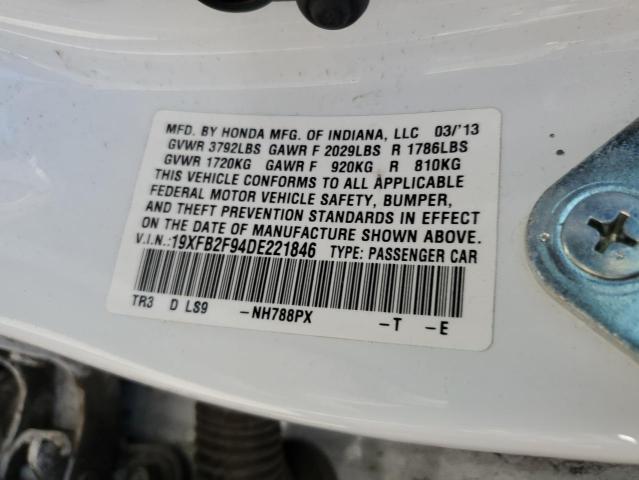 MFD. BY HONDA MFG. OF INDIANA, LLC 03/'13
GVWR 3792LBS GAWR F 2029LBS R 1786LBS
GVWR 1720KG GAWR F 920KG R 810KG
THIS VEHICLE CONFORMS TO ALL APPLICABLE
FEDERAL MOTOR VEHICLE SAFETY, BUMPER,
AND THEFT PREVENTION STANDARDS IN EFFECT
ON THE DATE OF MANUFACTURE SHOWN ABOVE.
V.I.N.:19XFB2F94DE221846 TYPE: PASSENGER CAR
TR3 D LS9 -NH788PX -T -E